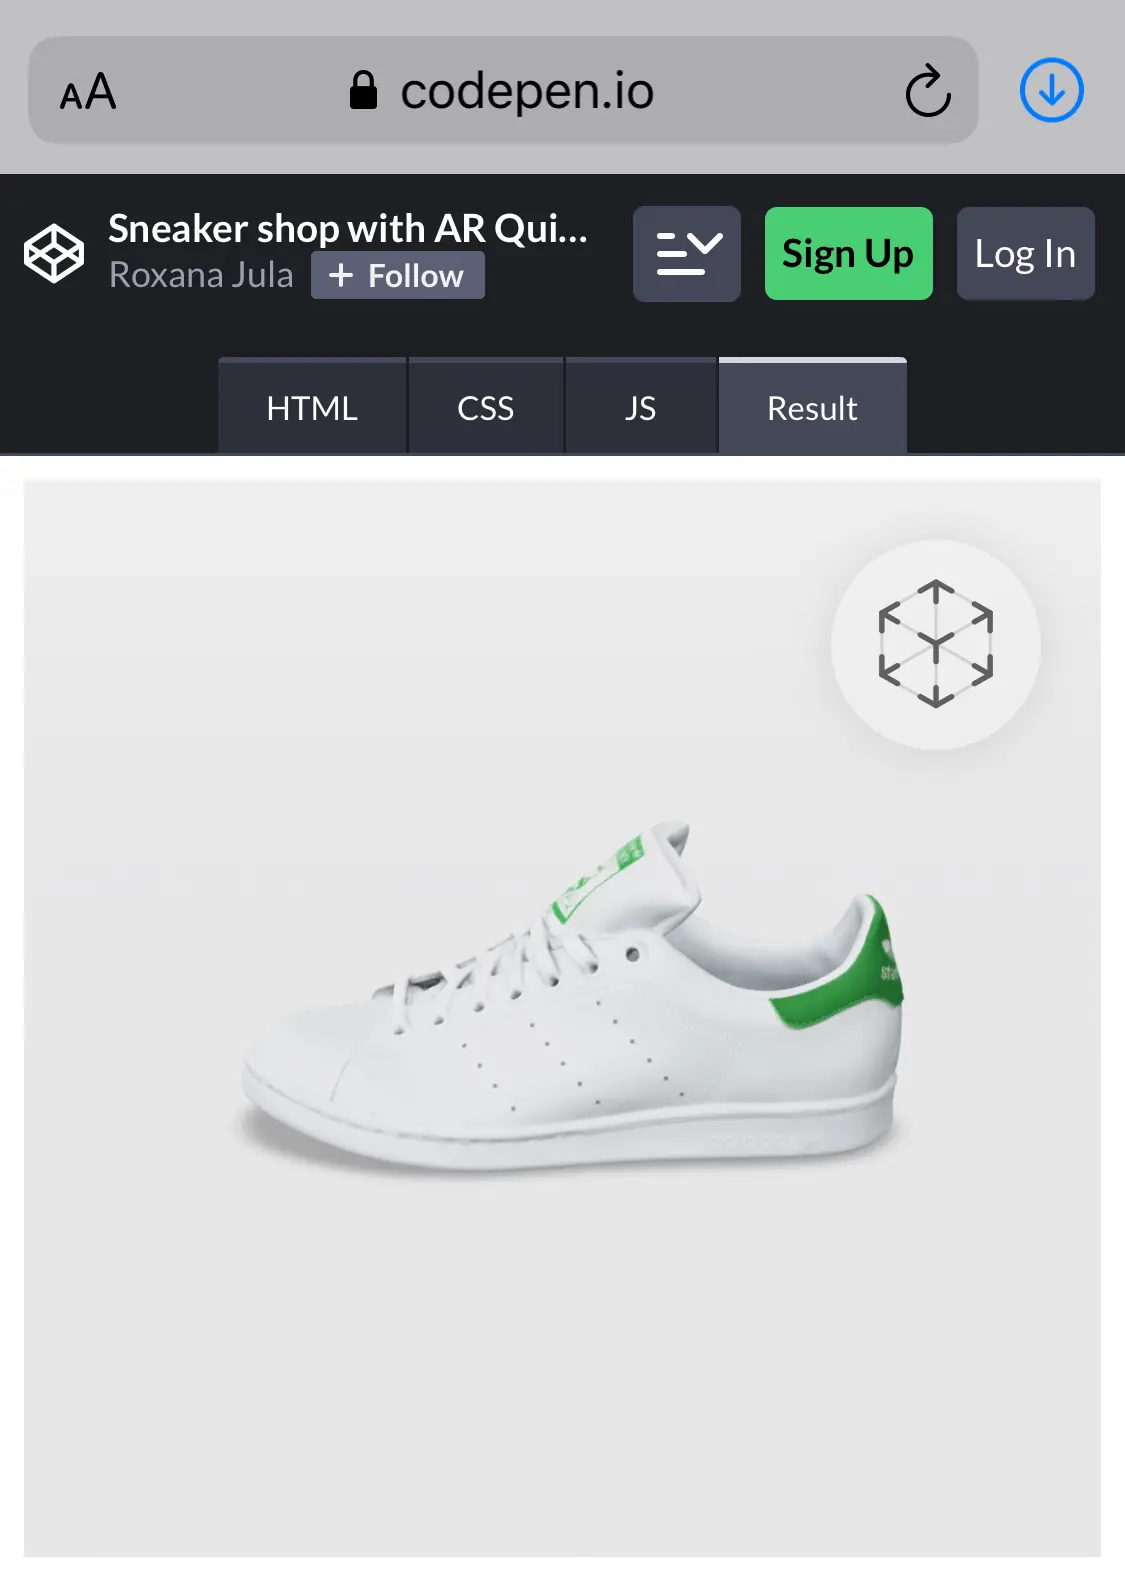 AA codepen.io
Sneaker shop with AR Qui...
Roxana Jula + Follow
Sign Up
Log In
HTML CSS JS Result